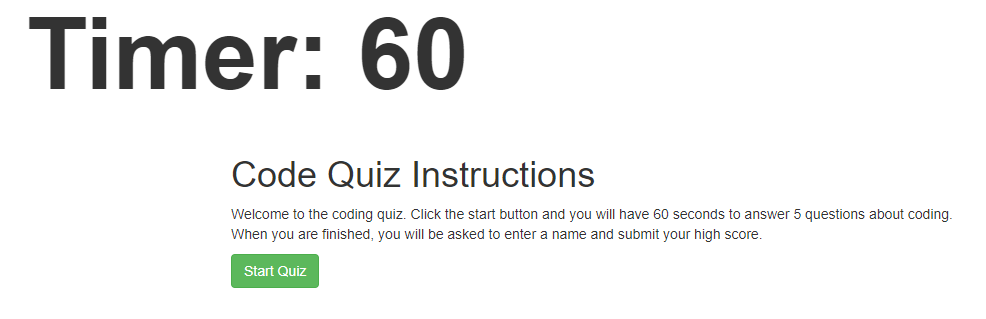 Timer: 60
Code Quiz Instructions
Welcome to the coding quiz. Click the start button and you will have 60 seconds to answer 5 questions about coding.
When you are finished, you will be asked to enter a name and submit your high score.
Start Quiz